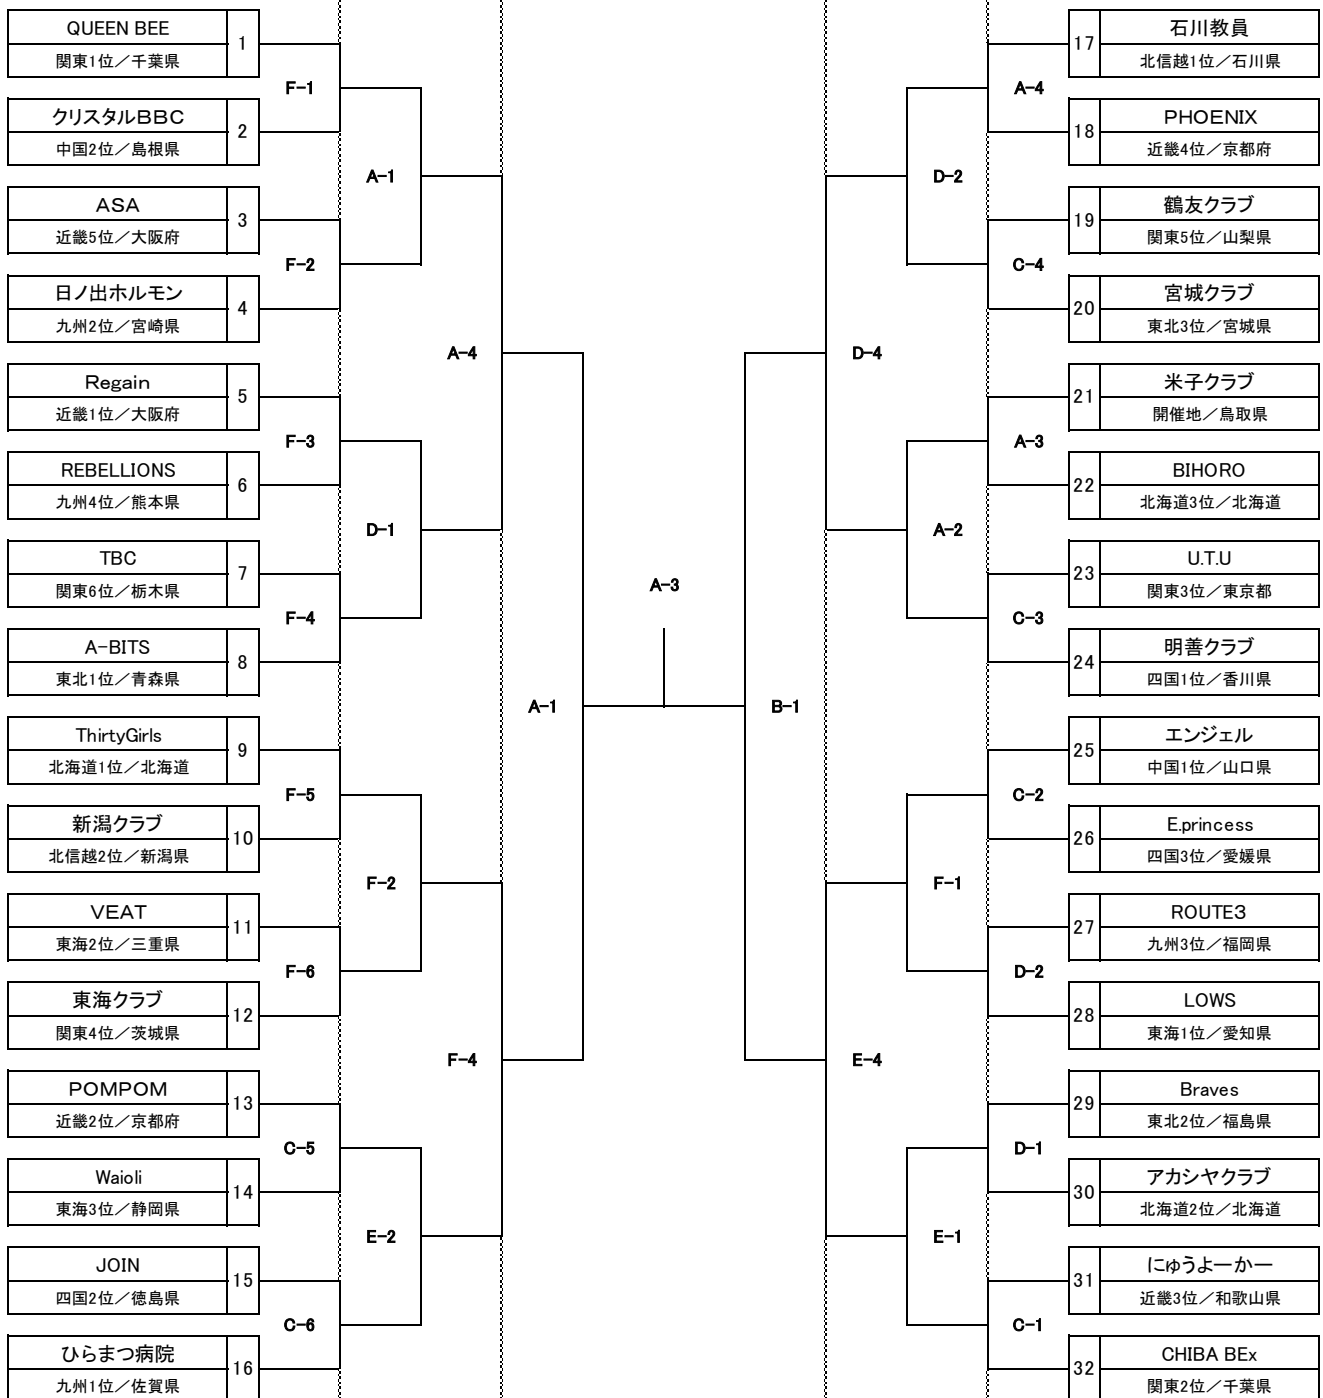 QUEEN BEE
1
関東1位／千葉県
F-1
クリスタルBBC
2
中国2位／島根県
A-1
ASA
3
近畿5位／大阪府
F-2
日ノ出ホルモン
4
九州2位／宮崎県
A-4
Regain
5
近畿1位／大阪府
F-3
REBELLIONS
6
九州4位／熊本県
D-1
TBC
7
関東6位／栃木県
F-4
A-BITS
8
東北1位／青森県
A-1
ThirtyGirls
9
北海道1位／北海道
F-5
新潟クラブ
10
北信越2位／新潟県
F-2
VEAT
11
東海2位／三重県
F-6
東海クラブ
12
関東4位／茨城県
F-4
POMPOM
13
近畿2位／京都府
C-5
Waioli
14
東海3位／静岡県
E-2
JOIN
15
四国2位／徳島県
C-6
ひらまつ病院
16
九州1位／佐賀県
A-3
石川教員
17
北信越1位／石川県
A-4
PHOENIX
18
近畿4位／京都府
D-2
鶴友クラブ
19
関東5位／山梨県
C-4
宮城クラブ
20
東北3位／宮城県
D-4
米子クラブ
21
開催地／鳥取県
A-3
BIHORO
22
北海道3位／北海道
A-2
U.T.U
23
関東3位／東京都
C-3
明善クラブ
24
四国1位／香川県
B-1
エンジェル
25
中国1位／山口県
C-2
E.princess
26
四国3位／愛媛県
F-1
ROUTE3
27
九州3位／福岡県
D-2
LOWS
28
東海1位／愛知県
E-4
Braves
29
東北2位／福島県
D-1
アカシヤクラブ
30
北海道2位／北海道
E-1
にゅうよーかー
31
近畿3位／和歌山県
C-1
CHIBA BEx
32
関東2位／千葉県